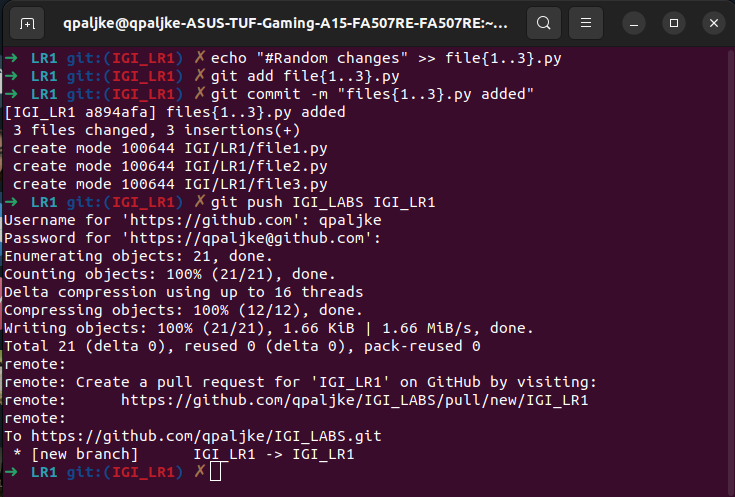 qpaljke@qpaljke-ASUS-TUF-Gaming-A15-FA507RE-FA507RE:~...
➜ LR1 git:(IGI_LR1) ✗ echo "#Random changes" >> file{1..3}.py
➜ LR1 git:(IGI_LR1) ✗ git add file{1..3}.py
➜ LR1 git:(IGI_LR1) ✗ git commit -m "files{1..3}.py added"
[IGI_LR1 a894afa] files{1..3}.py added
3 files changed, 3 insertions(+)
create mode 100644 IGI/LR1/file1.py
create mode 100644 IGI/LR1/file2.py
create mode 100644 IGI/LR1/file3.py
➜ LR1 git:(IGI_LR1) ✗ git push IGI_LABS IGI_LR1
Username for 'https://github.com': qpaljke
Password for 'https://qpaljke@github.com':
Enumerating objects: 21, done.
Counting objects: 100% (21/21), done.
Delta compression using up to 16 threads
Compressing objects: 100% (12/12), done.
Writing objects: 100% (21/21), 1.66 KiB | 1.66 MiB/s, done.
Total 21 (delta 0), reused 0 (delta 0), pack-reused 0
remote:
remote: Create a pull request for 'IGI_LR1' on GitHub by visiting:
remote:      https://github.com/qpaljke/IGI_LABS/pull/new/IGI_LR1
remote:
To https://github.com/qpaljke/IGI_LABS.git
* [new branch]      IGI_LR1 -> IGI_LR1
➜ LR1 git:(IGI_LR1) ✗